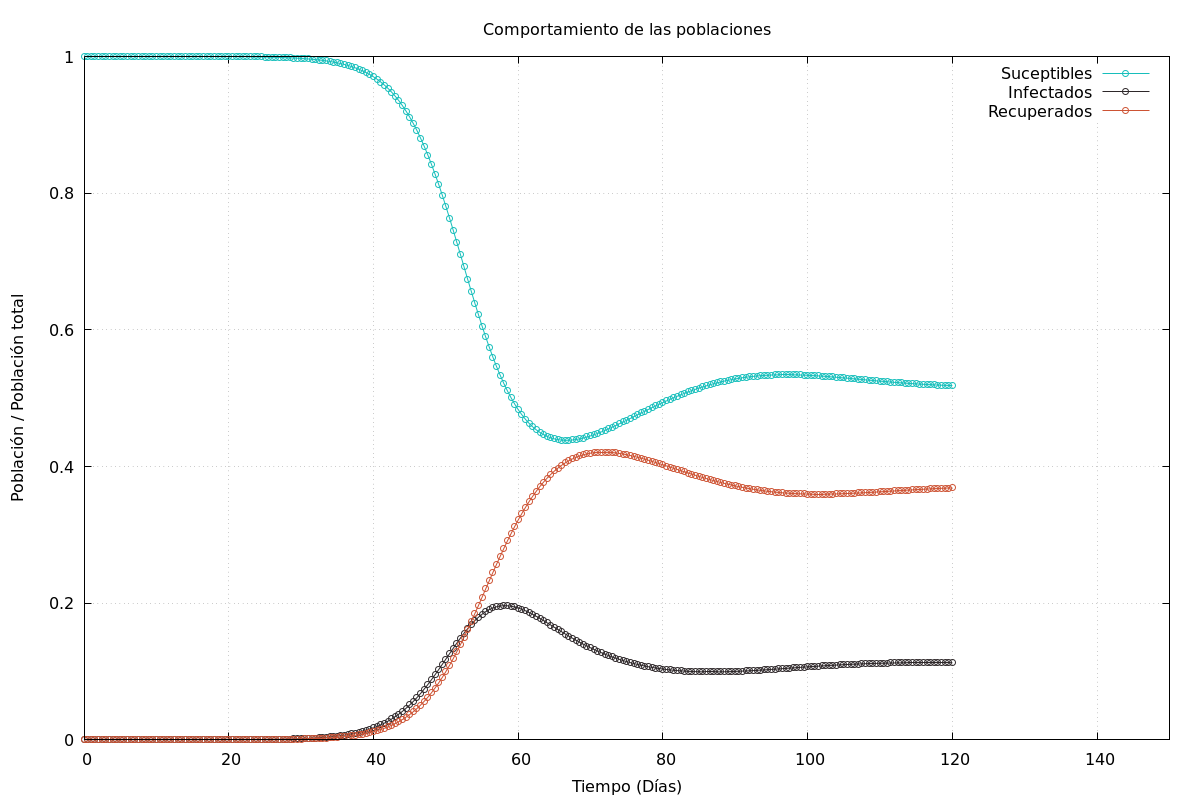 Comportamiento de las poblaciones
Suceptibles
Infectados
Recuperados
1
0.8
0.6
0.4
0.2
0
Población / Población total
0 20 40 60 80 100 120 140
Tiempo (Días)